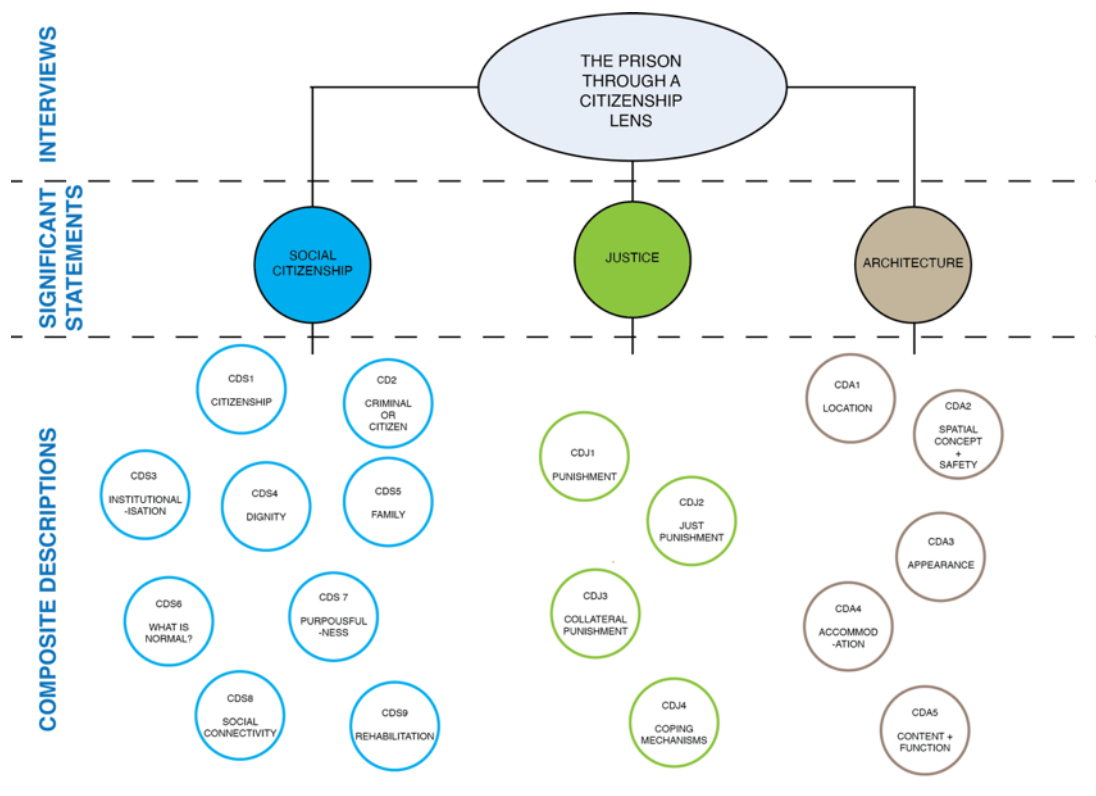 INTERVIEWS
THE PRISON
THROUGH A
CITIZENSHIP
LENS
SIGNIFICANT
STATEMENTS
SOCIAL
CITIZENSHIP
JUSTICE
ARCHITECTURE
COMPOSITE DESCRIPTIONS
CDS1
CITIZENSHIP
CD2
CRIMINAL
OR
CITIZEN
CDS3
INSTITUTIONAL
-ISATION
CDS4
DIGNITY
CDS5
FAMILY
CDS6
WHAT IS
NORMAL?
CDS 7
PURPOUSFUL
-NESS
CDS8
SOCIAL
CONNECTIVITY
CDS9
REHABILITATION
CDJ1
PUNISHMENT
CDJ2
JUST
PUNISHMENT
CDJ3
COLLATERAL
PUNISHMENT
CDJ4
COPING
MECHANISMS
CDA1
LOCATION
CDA2
SPATIAL
CONCEPT
+
SAFETY
CDA3
APPEARANCE
CDA4
ACCOMMOD
-ATION
CDA5
CONTENT +
FUNCTION